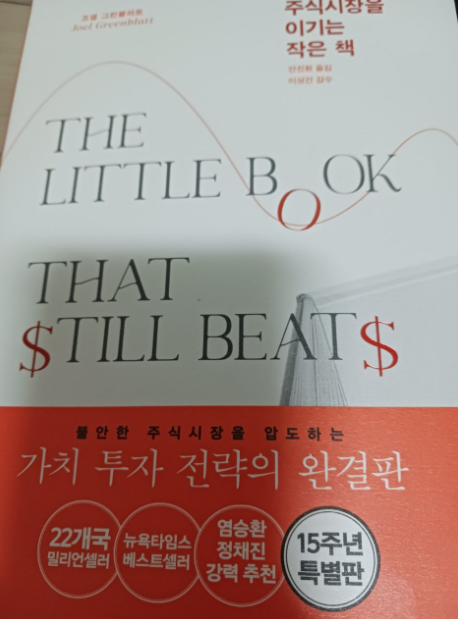 조엘 그린블라트
Joel Greenblatt
주식시장을
이기는
작은 책
안진환 옮김
이상건 감수
THE
LITTLE BOOK
THAT
$TILL BEAT$
불안한 주식시장을 압도하는
가치 투자 전략의 완결판
22개국
밀리언셀러
뉴욕타임스
베스트셀러
염승환
정채진
강력 추천
15주년
특별판